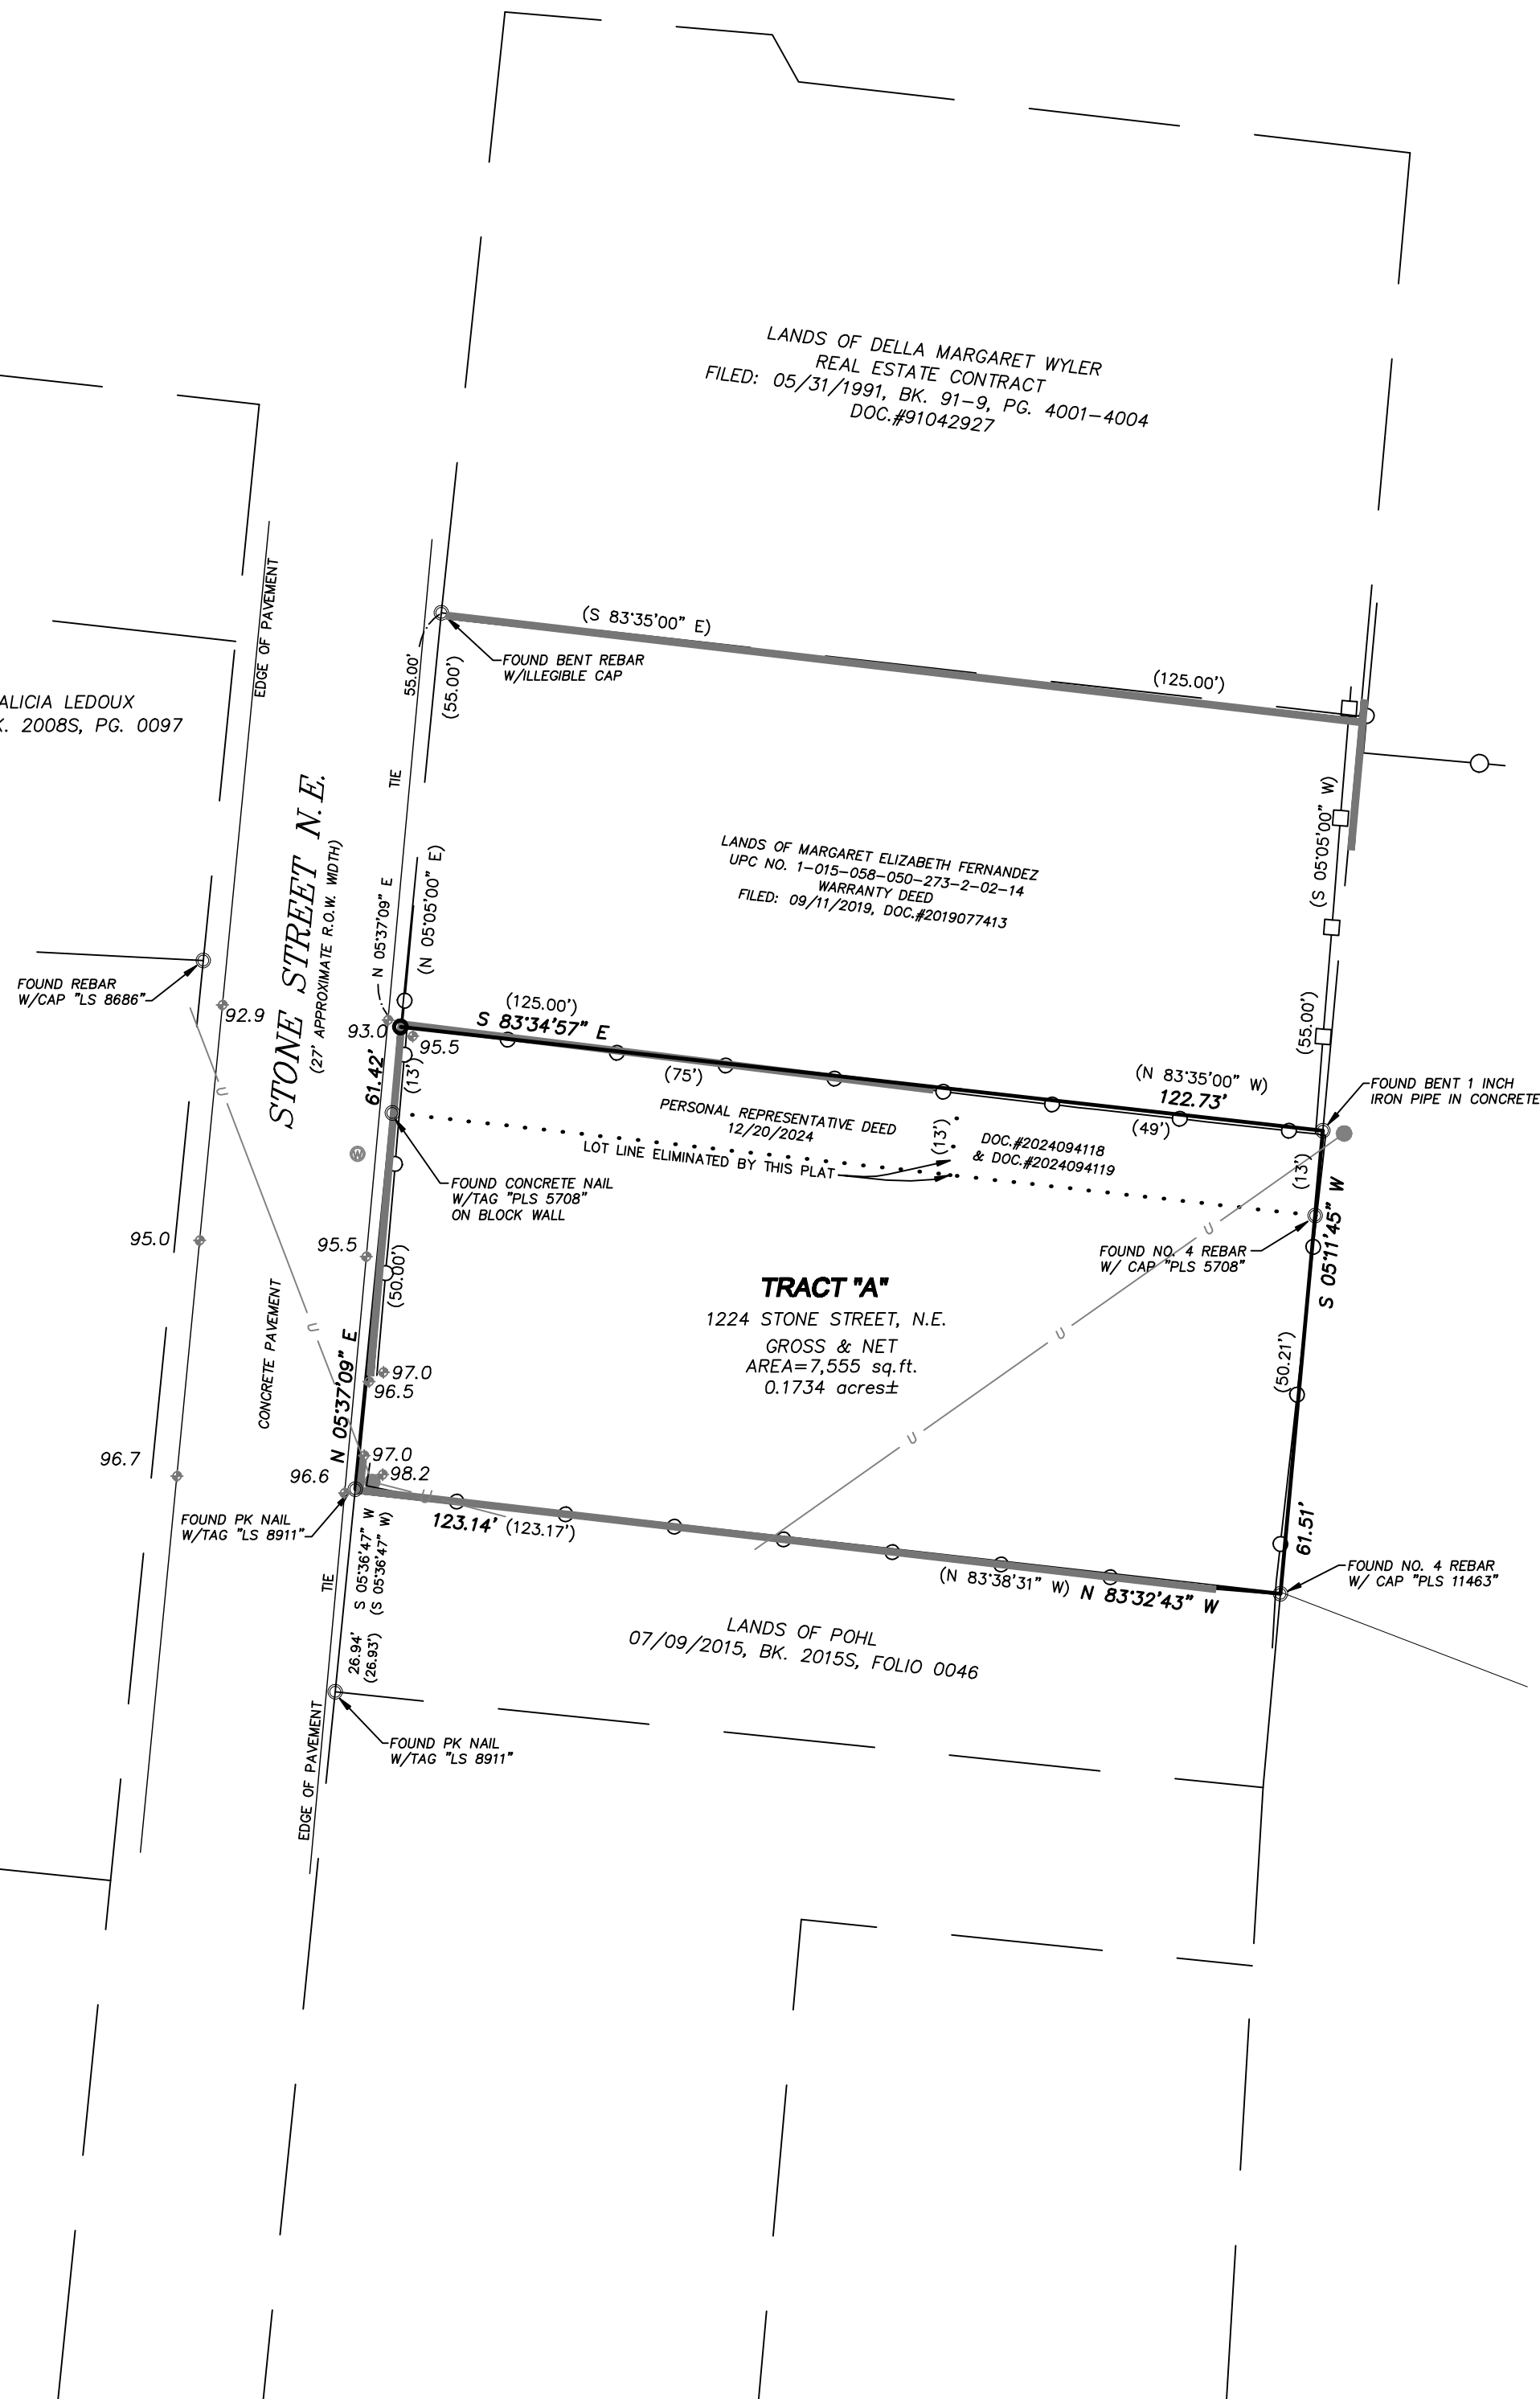 LANDS OF DELLA MARGARET WYLER
REAL ESTATE CONTRACT
FILED: 05/31/1991, BK. 91-9, PG. 4001-4004
DOC.#91042927
EDGE OF PAVEMENT
(S 83°35'00" E)
FOUND BENT REBAR
W/ILLEGIBLE CAP
55.00'
(55.00')
(125.00')
ALICIA LEDOUX
K. 2008S, PG. 0097
TIE
STONE STREET N.E.
(27' APPROXIMATE R.O.W. WIDTH)
(S 05°05'00" W)
LANDS OF MARGARET ELIZABETH FERNANDEZ
UPC NO. 1-015-058-050-273-2-02-14
WARRANTY DEED
FILED: 09/11/2019, DOC.#2019077413
N 05°37'09" E
(N 05°05'00" E)
FOUND REBAR
W/CAP "LS 8686"
92.9
93.0
95.5
(125.00')
S 83°34'57" E
(55.00')
61.42'
(13')
(75')
(N 83°35'00" W)
122.73'
(49')
FOUND BENT 1 INCH
IRON PIPE IN CONCRETE
PERSONAL REPRESENTATIVE DEED
12/20/2024
(13')
DOC.#2024094118
& DOC.#2024094119
LOT LINE ELIMINATED BY THIS PLAT
(13')
U
W
FOUND CONCRETE NAIL
W/TAG "PLS 5708"
ON BLOCK WALL
S 05°11'45" W
U
95.0
95.5
(50.00')
FOUND NO. 4 REBAR
W/ CAP "PLS 5708"
TRACT "A"
1224 STONE STREET, N.E.
GROSS & NET
AREA=7,555 sq.ft.
0.1734 acres±
U
U
CONCRETE PAVEMENT
N 05°37'09" E
97.0
96.5
(50.21')
U
96.7
97.0
96.6
98.2
U
FOUND PK NAIL
W/TAG "LS 8911"
123.14' (123.17')
61.51'
TIE
S 05°36'47" W
(S 05°36'47" W)
(N 83°38'31" W) N 83°32'43" W
FOUND NO. 4 REBAR
W/ CAP "PLS 11463"
26.94'
(26.93')
LANDS OF POHL
07/09/2015, BK. 2015S, FOLIO 0046
EDGE OF PAVEMENT
FOUND PK NAIL
W/TAG "LS 8911"